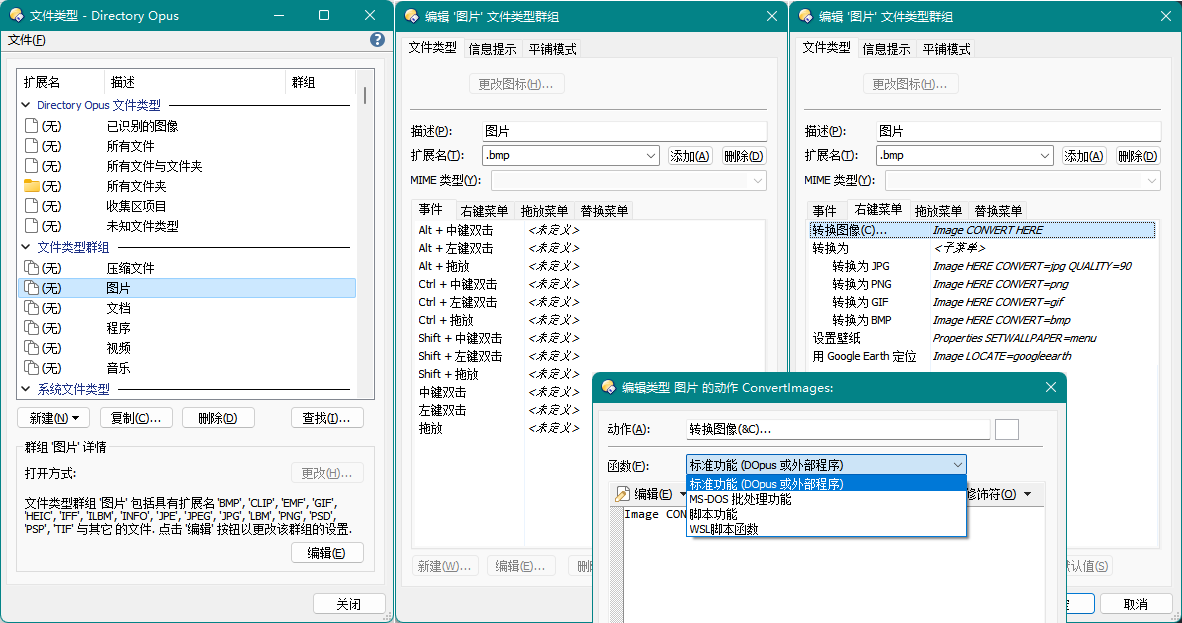 文件类型 - Directory Opus
文件(F)
扩展名 描述 群组
Directory Opus 文件类型
(无) 已识别的图像
(无) 所有文件
(无) 所有文件与文件夹
(无) 所有文件夹
(无) 收集区项目
(无) 未知文件类型
文件类型群组
(无) 压缩文件
(无) 图片
(无) 文档
(无) 程序
(无) 视频
(无) 音乐
系统文件类型
新建(N) 复制(C)... 删除(D) 查找(I)...
群组 '图片' 详情
打开方式: 更改(H)...
文件类型群组 '图片' 包括具有扩展名 'BMP', 'CLIP', 'EMF', 'GIF',
'HEIC', 'IFF', 'ILBM', 'INFO', 'JPE', 'JPEG', 'JPG', 'LBM', 'PNG', 'PSD',
'PSP', 'TIF' 与其它 的文件. 点击 '编辑' 按钮以更改该群组的设置.
编辑(E)
关闭
编辑 '图片' 文件类型群组
文件类型 信息提示 平铺模式
更改图标(H)...
描述(P): 图片
扩展名(T): .bmp 添加(A) 删除(D)
MIME 类型(Y):
事件 右键菜单 拖放菜单 替换菜单
Alt + 中键双击 <未定义>
Alt + 左键双击 <未定义>
Alt + 拖放 <未定义>
Ctrl + 中键双击 <未定义>
Ctrl + 左键双击 <未定义>
Ctrl + 拖放 <未定义>
Shift + 中键双击 <未定义>
Shift + 左键双击 <未定义>
Shift + 拖放 <未定义>
中键双击 <未定义>
左键双击 <未定义>
拖放 <未定义>
新建(W)... 编辑(E)...
编辑 '图片' 文件类型群组
文件类型 信息提示 平铺模式
更改图标(H)...
描述(P): 图片
扩展名(T): .bmp 添加(A) 删除(D)
MIME 类型(Y):
事件 右键菜单 拖放菜单 替换菜单
转换图像(C)... Image CONVERT HERE
转换为 <子菜单>
转换为 JPG Image HERE CONVERT=jpg QUALITY=90
转换为 PNG Image HERE CONVERT=png
转换为 GIF Image HERE CONVERT=gif
转换为 BMP Image HERE CONVERT=bmp
设置壁纸 Properties SETWALLPAPER=menu
用 Google Earth 定位 Image LOCATE=googleearth
认值(S)
取消
编辑类型 图片 的动作 ConvertImages:
动作(A): 转换图像(&C)...
函数(F): 标准功能 (DOpus 或外部程序)
标准功能 (DOpus 或外部程序)
MS-DOS 批处理功能
脚本功能
WSL脚本函数
编辑(E) 修饰符(O)
Image CON